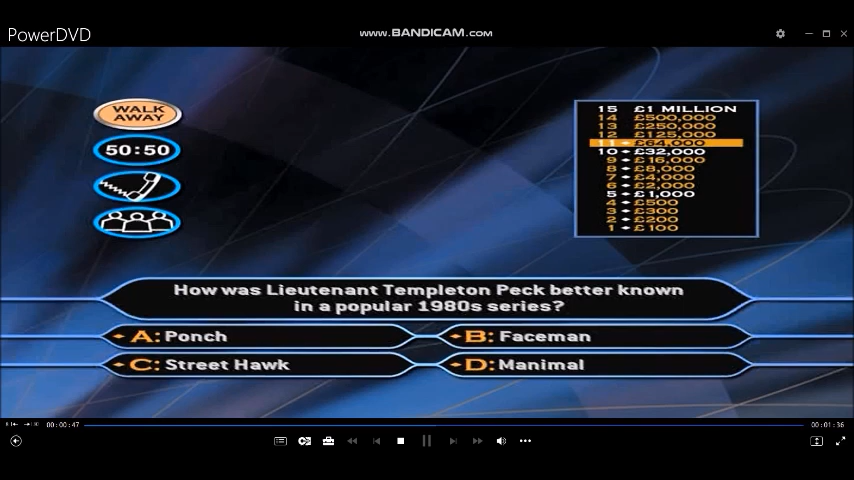 PowerDVD
www.BANDICAM.com
WALK
AWAY
50:50
15 £1 MILLION
14 £500,000
13 £250,000
12 £125,000
11 £64,000
10 £32,000
9 £16,000
8 £8,000
7 £4,000
6 £2,000
5 £1,000
4 £500
3 £300
2 £200
1 £100
How was Lieutenant Templeton Peck better known
in a popular 1980s series?
A: Ponch
B: Faceman
C: Street Hawk
D: Manimal
00:00:47
00:01:36